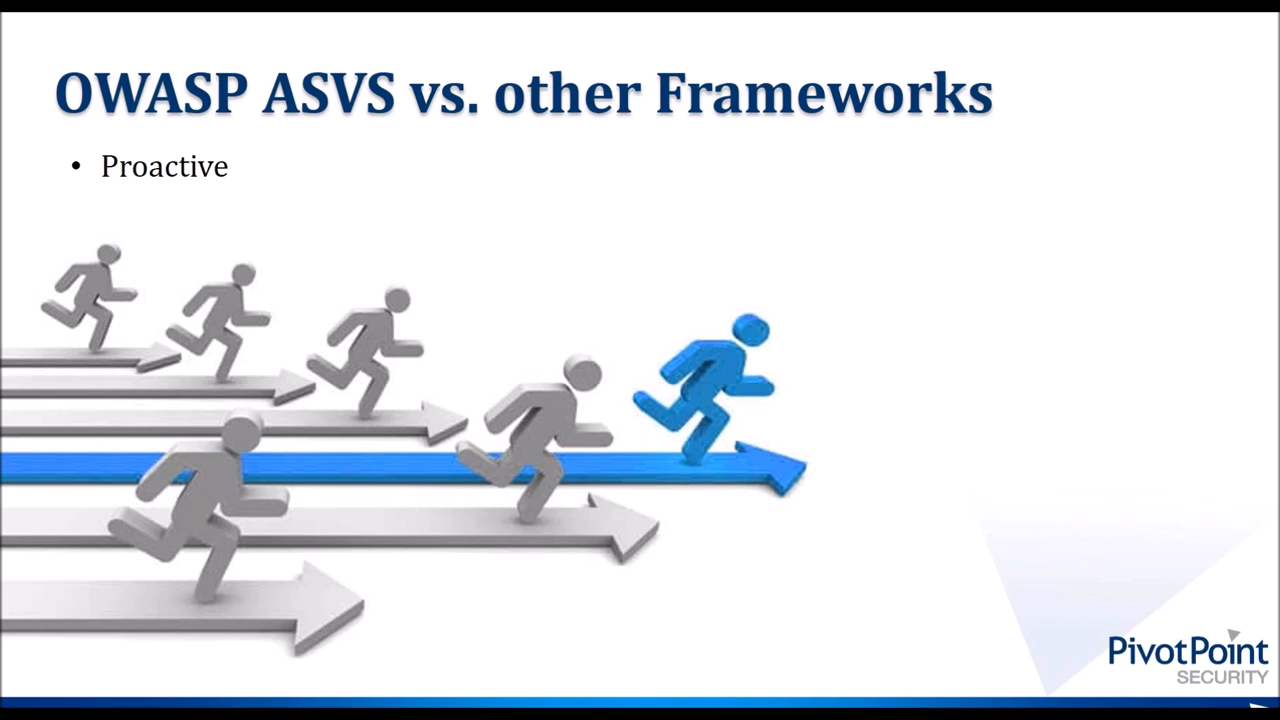 OWASP ASVS vs. other Frameworks
• Proactive
PivotPoint
SECURITY